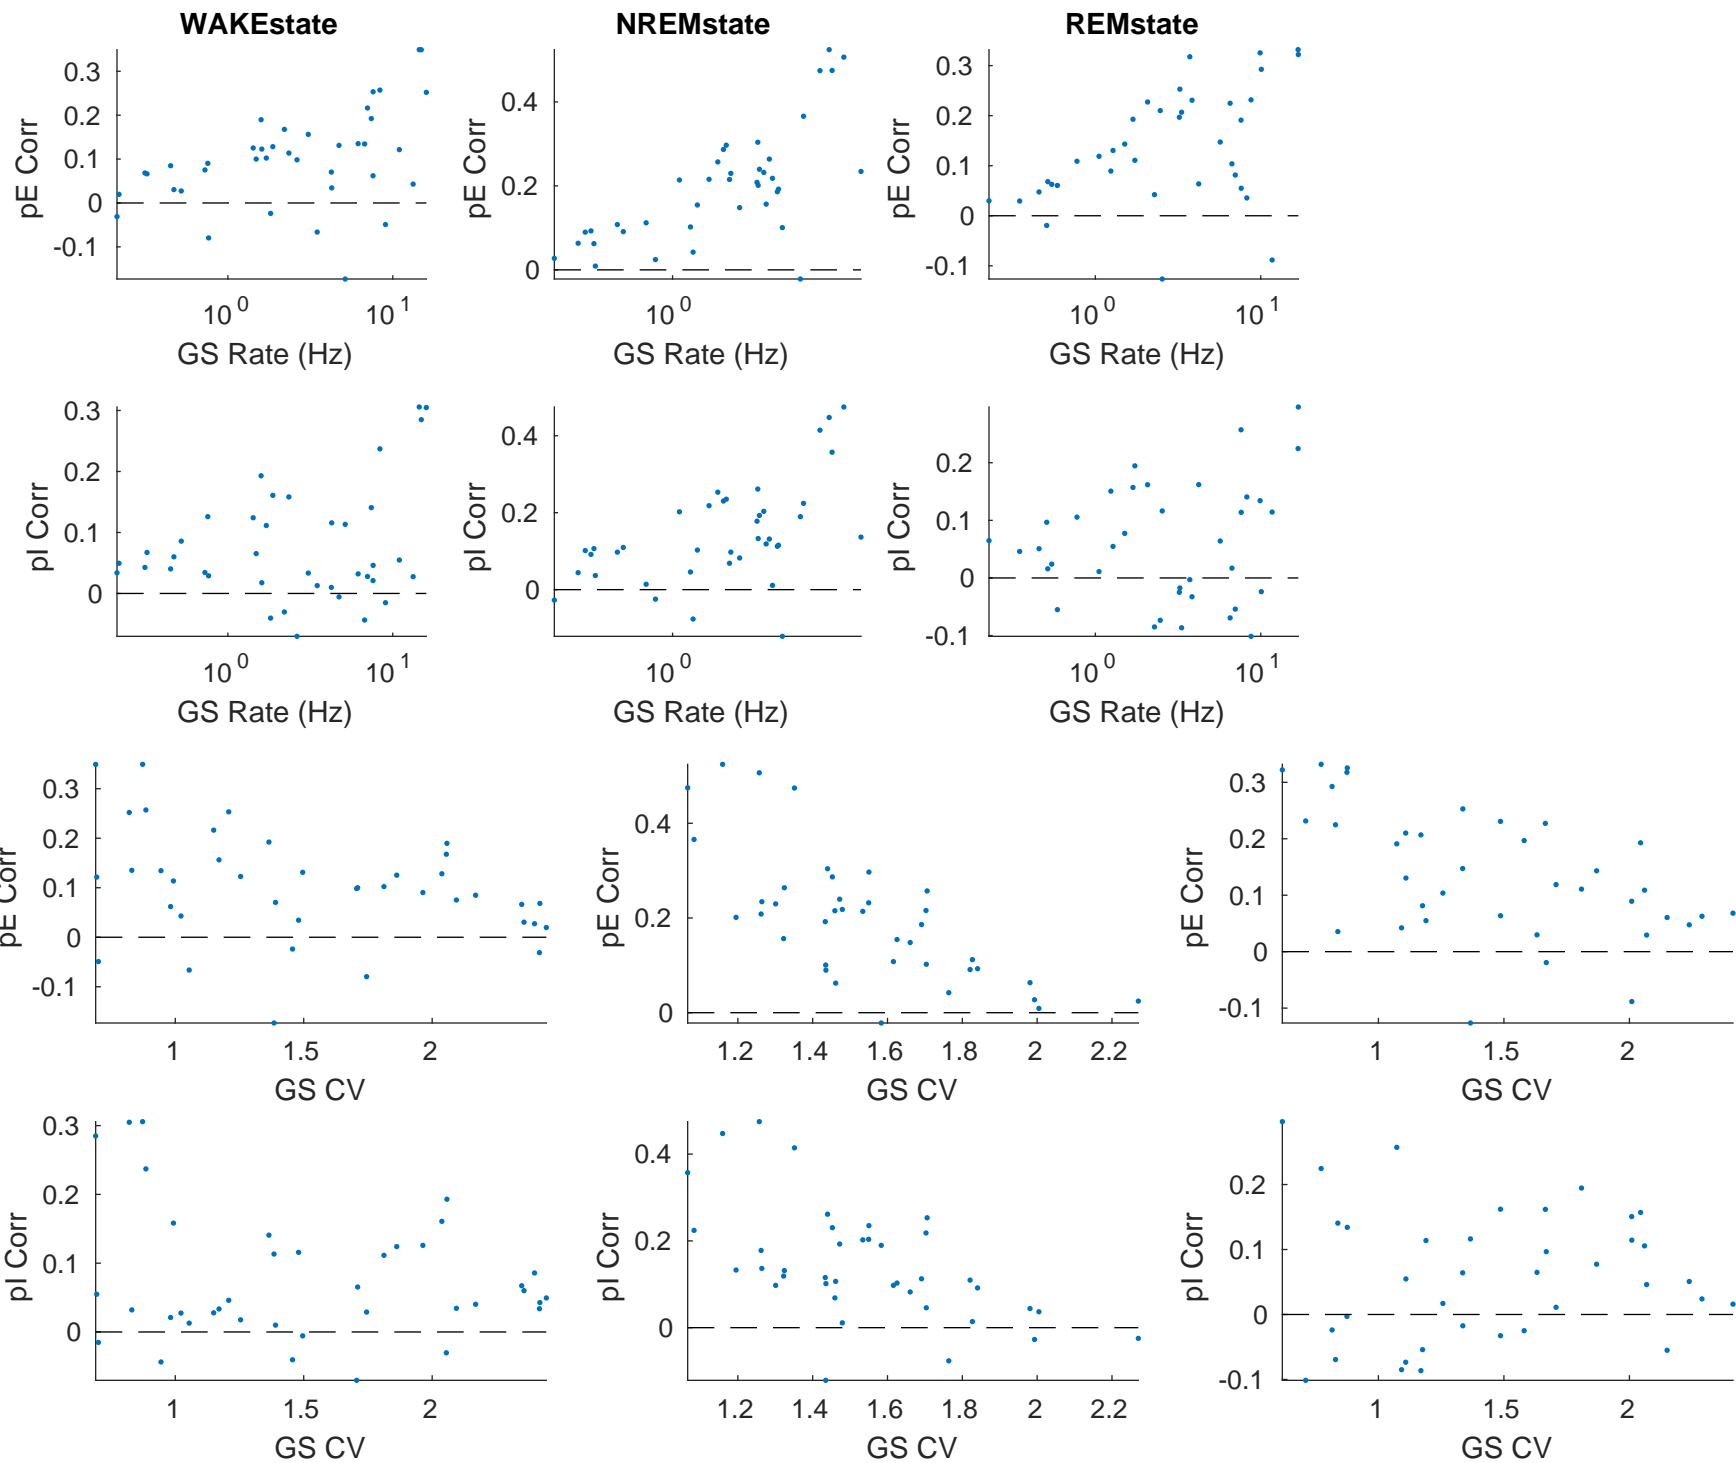 WAKEstate NREMstate REMstate
pE Corr 0.3 0.2 0.1 0 -0.1
10^0 10^1
GS Rate (Hz)
pE Corr 0.4 0.2 0
10^0
GS Rate (Hz)
pE Corr 0.3 0.2 0.1 0 -0.1
10^0 10^1
GS Rate (Hz)
pI Corr 0.3 0.2 0.1 0
10^0 10^1
GS Rate (Hz)
pI Corr 0.4 0.2 0
10^0
GS Rate (Hz)
pI Corr 0.2 0.1 0 -0.1
10^0 10^1
GS Rate (Hz)
pE Corr 0.3 0.2 0.1 0 -0.1
1 1.5 2
GS CV
pE Corr 0.4 0.2 0
1.2 1.4 1.6 1.8 2 2.2
GS CV
pE Corr 0.3 0.2 0.1 0 -0.1
1 1.5 2
GS CV
pI Corr 0.3 0.2 0.1 0
1 1.5 2
GS CV
pI Corr 0.4 0.2 0
1.2 1.4 1.6 1.8 2 2.2
GS CV
pI Corr 0.2 0.1 0 -0.1
1 1.5 2
GS CV